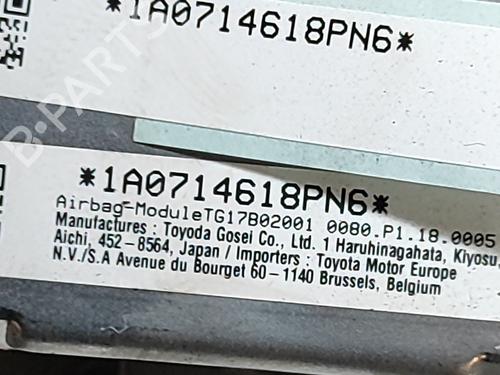 *1A0714618PN6*
B-PARTS
*1A0714618PN6*
Airbag-ModuleTG17B02001 0080.P1.18.0005
Manufactures : Toyoda Gosei Co., Ltd. 1 Haruhinagahata, Kiyosu,
Aichi, 452-8564, Japan / Importers : Toyota Motor Europe
N.V./S.A Avenue du Bourget 60-1140 Brussels, Belgium